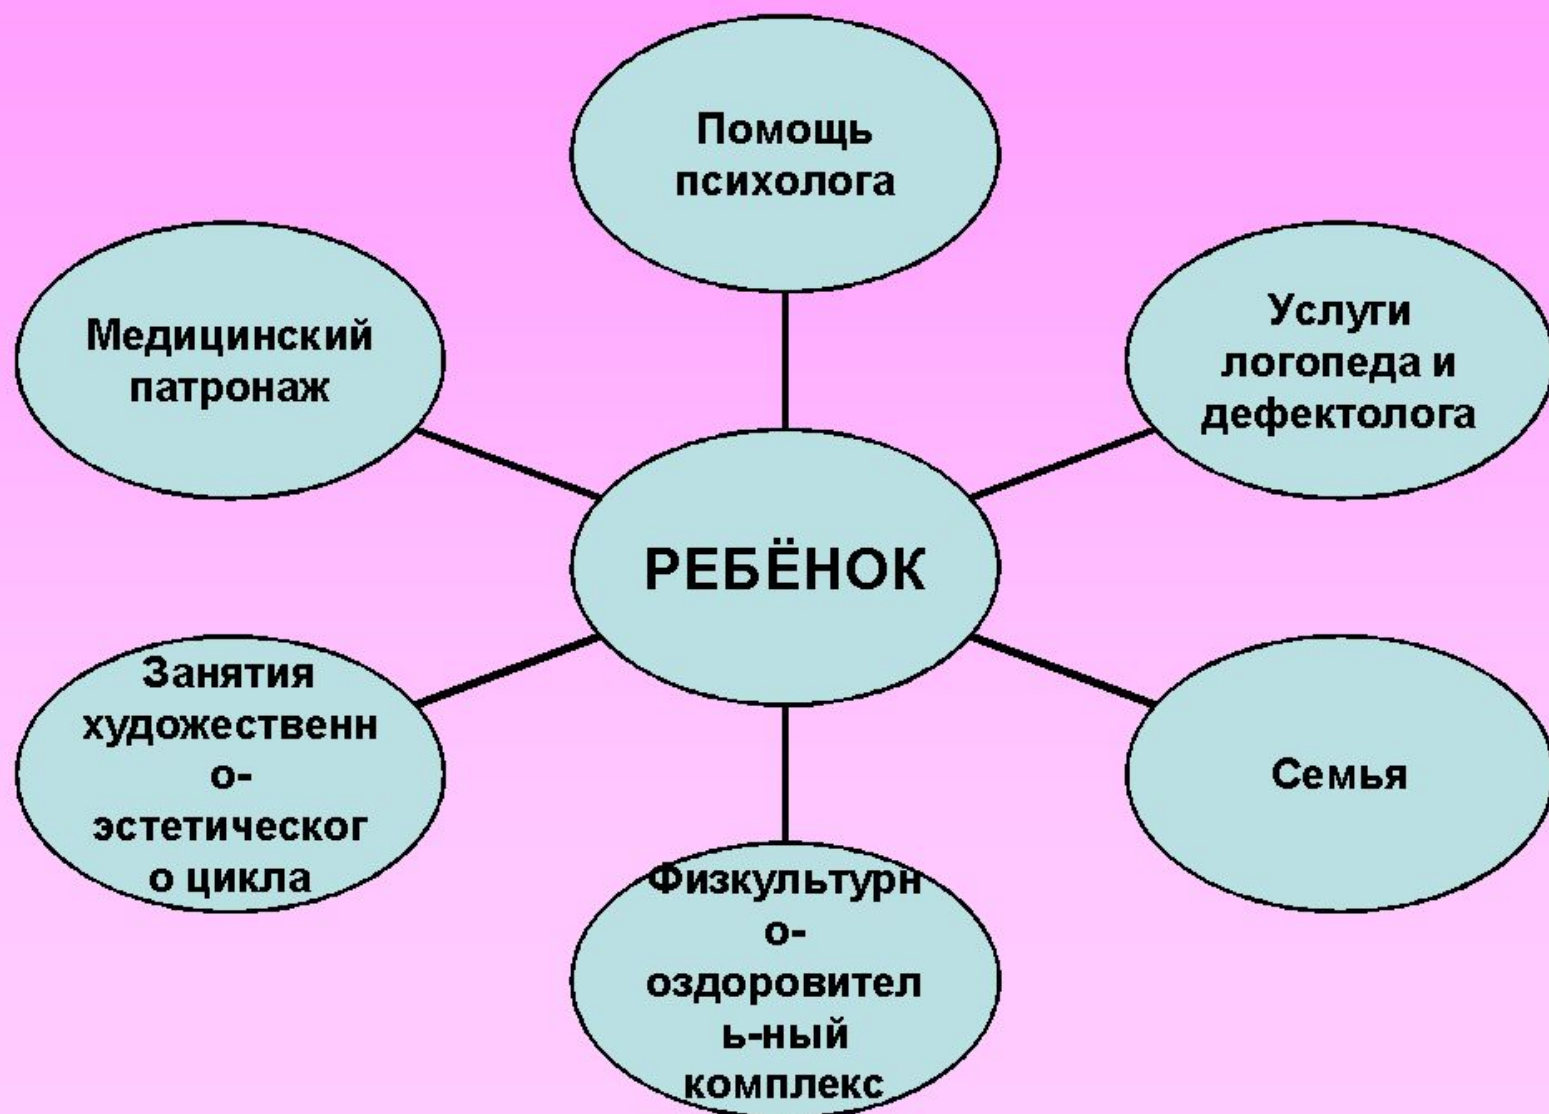 Помощь
психолога
Медицинский
патронаж
Услуги
логопеда и
дефектолога
РЕБЁНОК
Занятия
художественн
о-
эстетическог
о цикла
Семья
Физкультурн
о-
оздоровител
ь-ный
комплекс